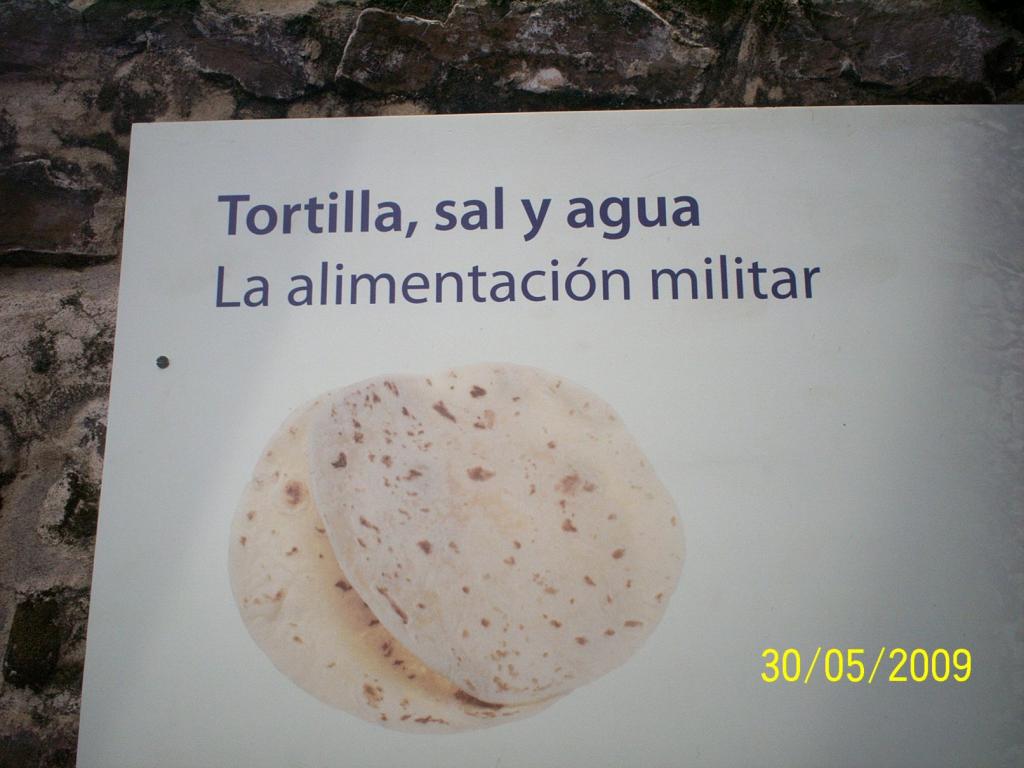 Tortilla, sal y agua
La alimentación militar
30/05/2009